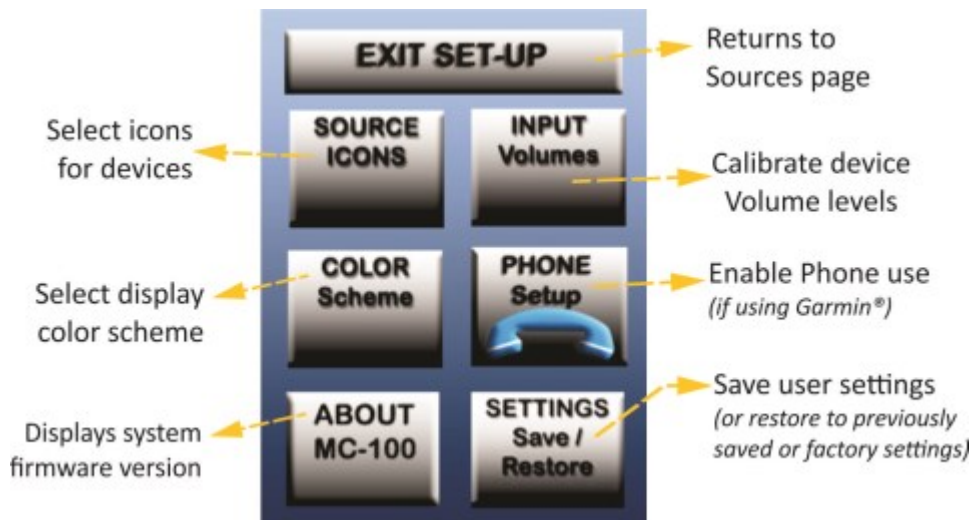 EXIT SET-UP
Returns to
Sources page
Select icons
for devices
SOURCE
ICONS
INPUT
Volumes
Calibrate device
Volume levels
Select display
color scheme
COLOR
Scheme
PHONE
Setup
Enable Phone use
(if using Garmin®)
Displays system
firmware version
ABOUT
MC-100
SETTINGS
Save /
Restore
Save user settings
(or restore to previously
saved or factory settings)